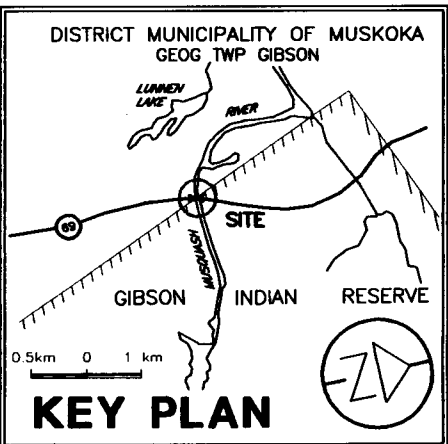 DISTRICT MUNICIPALITY OF MUSKOKA
GEOG TWP GIBSON
LUNNEN
LAKE
RIVER
69
SITE
MUSQUASH
GIBSON INDIAN RESERVE
0.5km 0 1 km
N
KEY PLAN